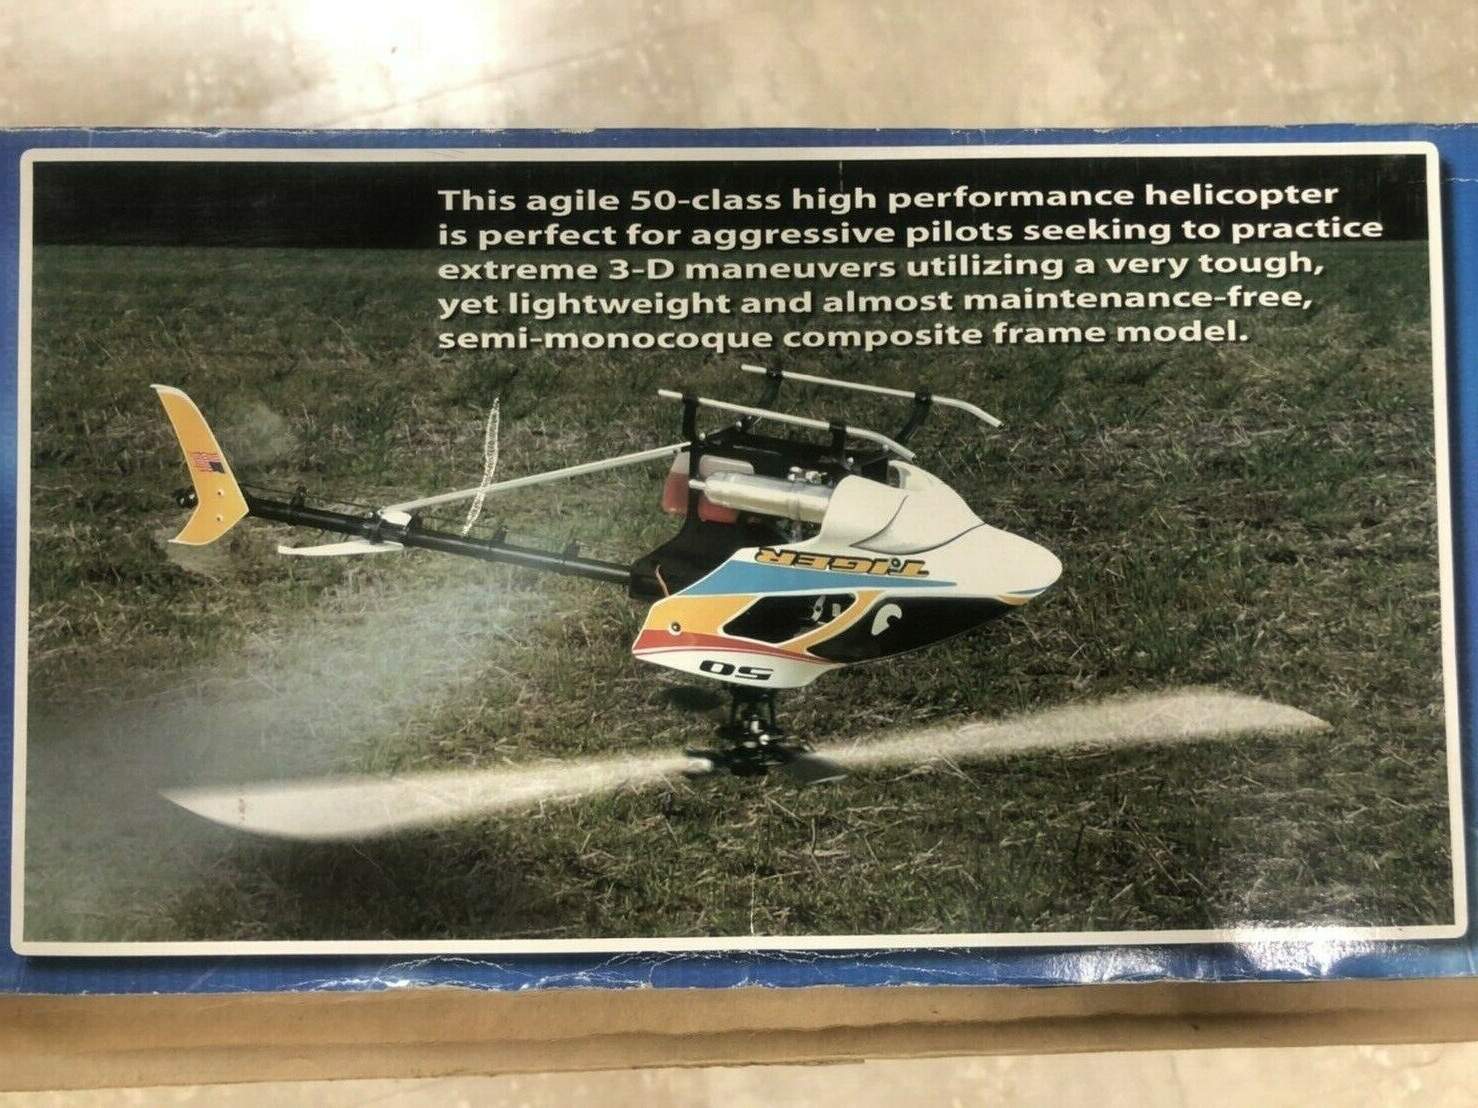 This agile 50-class high performance helicopter
is perfect for aggressive pilots seeking to practice
extreme 3-D maneuvers utilizing a very tough,
yet lightweight and almost maintenance-free,
semi-monocoque composite frame model.
TIGER
50